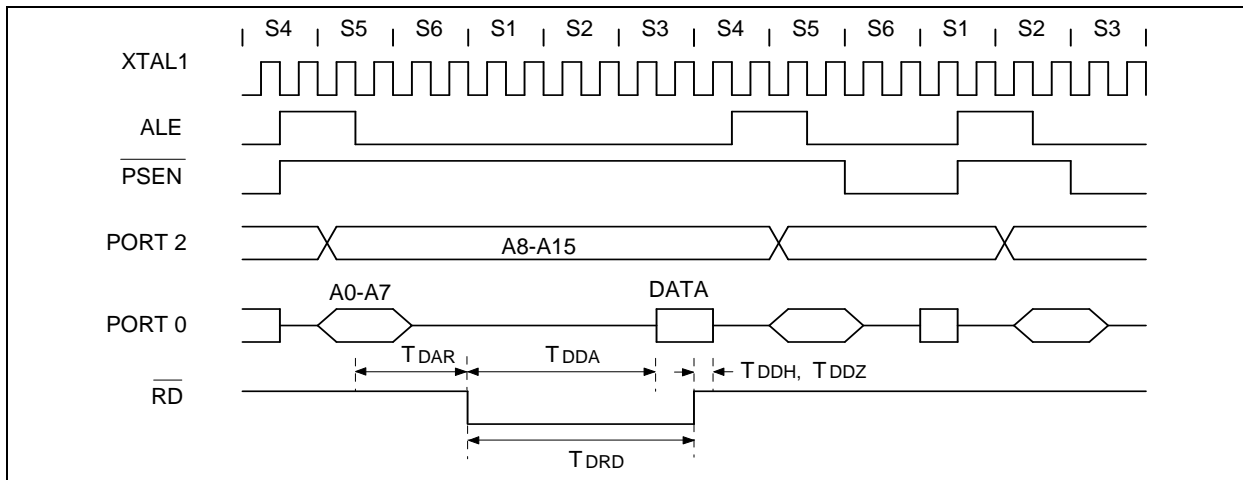 S4 S5 S6 S1 S2 S3 S4 S5 S6 S1 S2 S3
XTAL1
ALE
PSEN
PORT 2
A8-A15
A0-A7 DATA
PORT 0
TDAR TDDA TDDH, TDDZ
RD
TDRD